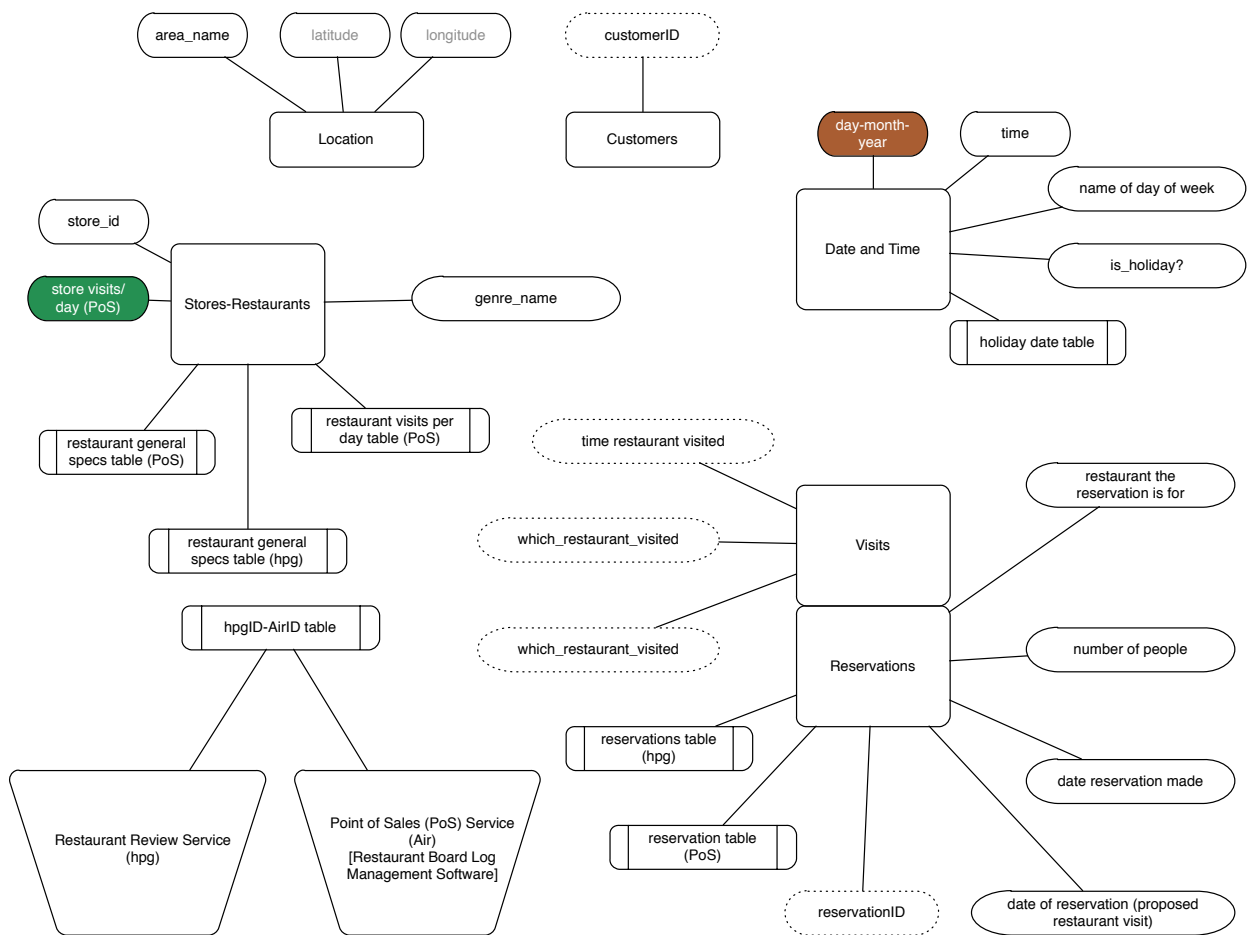 area_name
latitude
longitude
customerID
Location
Customers
day-month-
year
time
name of day of week
Date and Time
is_holiday?
holiday date table
store_id
store visits/
day (PoS)
Stores-Restaurants
genre_name
restaurant general
specs table (PoS)
restaurant visits per
day table (PoS)
restaurant general
specs table (hpg)
hpgID-AirID table
Restaurant Review Service
(hpg)
Point of Sales (PoS) Service
(Air)
[Restaurant Board Log
Management Software]
time restaurant visited
which_restaurant_visited
which_restaurant_visited
Visits
Reservations
restaurant the
reservation is for
number of people
date reservation made
date of reservation (proposed
restaurant visit)
reservations table
(hpg)
reservation table
(PoS)
reservationID